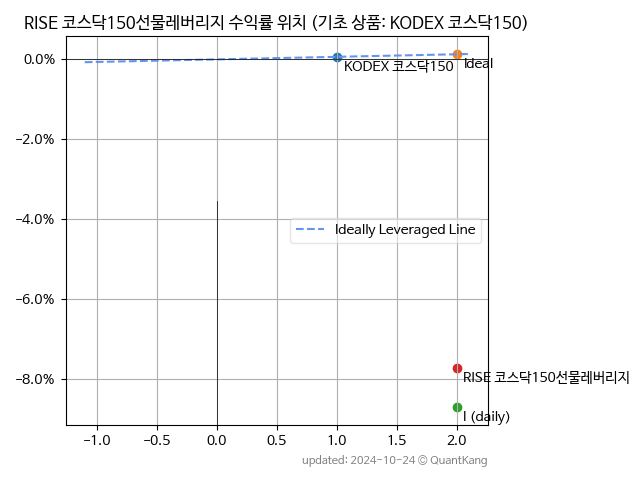 RISE 코스닥150선물레버리지 수익률 위치 (기초 상품: KODEX 코스닥150)
0.0%
KODEX 코스닥150
Ideal
−2.0%
−4.0%
Ideally Leveraged Line
−6.0%
−8.0%
RISE 코스닥150선물레버리지
I (daily)
−1.0 −0.5 0.0 0.5 1.0 1.5 2.0
updated: 2024-10-24 © QuantKang